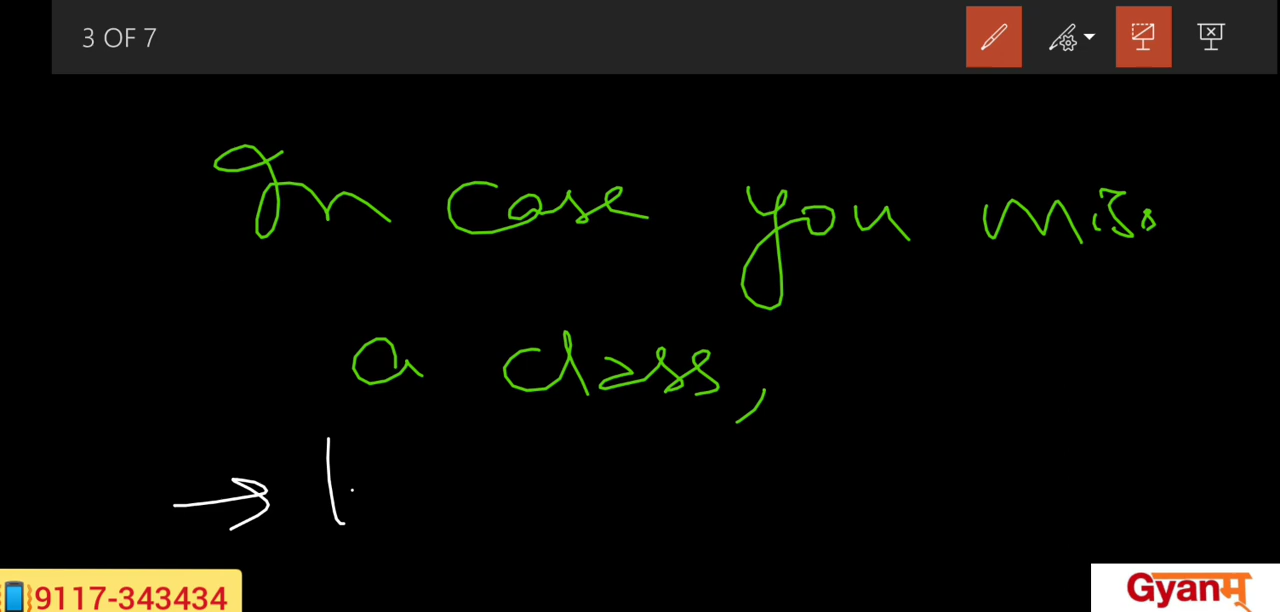 3 OF 7
In case you miss
a class,
→
9117-343434
Gyanम